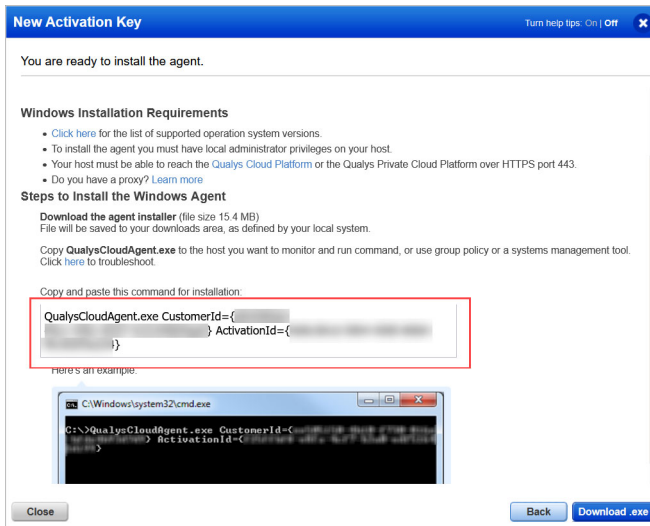 New Activation Key
Turn help tips: On | Off
You are ready to install the agent.
Windows Installation Requirements
• Click here for the list of supported operation system versions.
• To install the agent you must have local administrator privileges on your host.
• Your host must be able to reach the Qualys Cloud Platform or the Qualys Private Cloud Platform over HTTPS port 443.
• Do you have a proxy? Learn more
Steps to Install the Windows Agent
Download the agent installer (file size 15.4 MB)
File will be saved to your downloads area, as defined by your local system.
Copy QualysCloudAgent.exe to the host you want to monitor and run command, or use group policy or a systems management tool.
Click here to troubleshoot.
Copy and paste this command for installation:
QualysCloudAgent.exe CustomerId={
} ActivationId={
}
Here's an example:
C:\Windows\system32\cmd.exe
C:\>QualysCloudAgent.exe CustomerId={
} ActivationId={
}
Close
Back
Download .exe